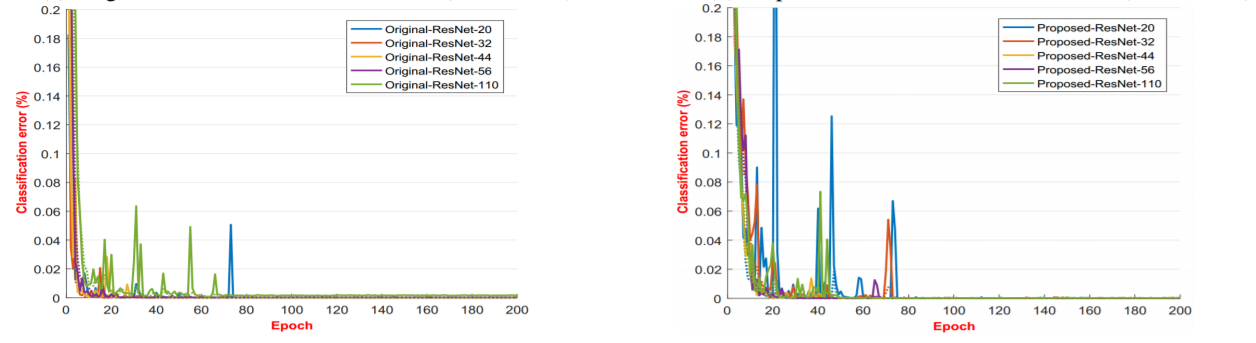 0.2
0.18
0.16
0.14
0.12
0.1
0.08
0.06
0.04
0.02
0
Classification error (%)
0 20 40 60 80 100 120 140 160 180 200
Epoch
Original-ResNet-20
Original-ResNet-32
Original-ResNet-44
Original-ResNet-56
Original-ResNet-110
0.2
0.18
0.16
0.14
0.12
0.1
0.08
0.06
0.04
0.02
0
Classification error (%)
0 20 40 60 80 100 120 140 160 180 200
Epoch
Proposed-ResNet-20
Proposed-ResNet-32
Proposed-ResNet-44
Proposed-ResNet-56
Proposed-ResNet-110